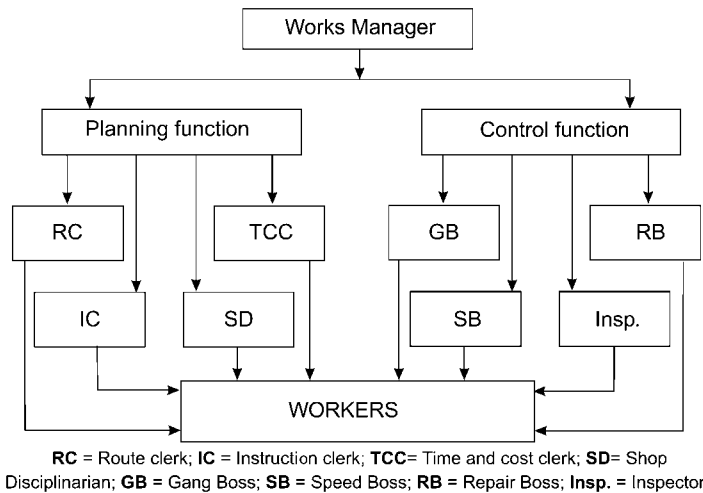 Works Manager
Planning function
Control function
RC
TCC
GB
RB
IC
SD
SB
Insp.
WORKERS
RC = Route clerk; IC = Instruction clerk; TCC= Time and cost clerk; SD= Shop
Disciplinarian; GB = Gang Boss; SB = Speed Boss; RB = Repair Boss; Insp. = Inspector